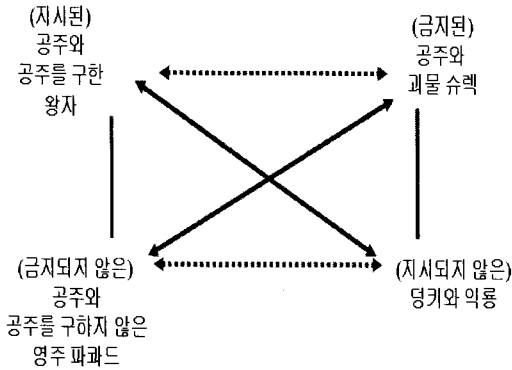 (지시된)
공주와
공주를 구한
왕자
(금지된)
공주와
괴물 슈렉
(금지되지 않은)
공주와
공주를 구하지 않은
영주 파콰드
(지시되지 않은)
덩키와 익룡